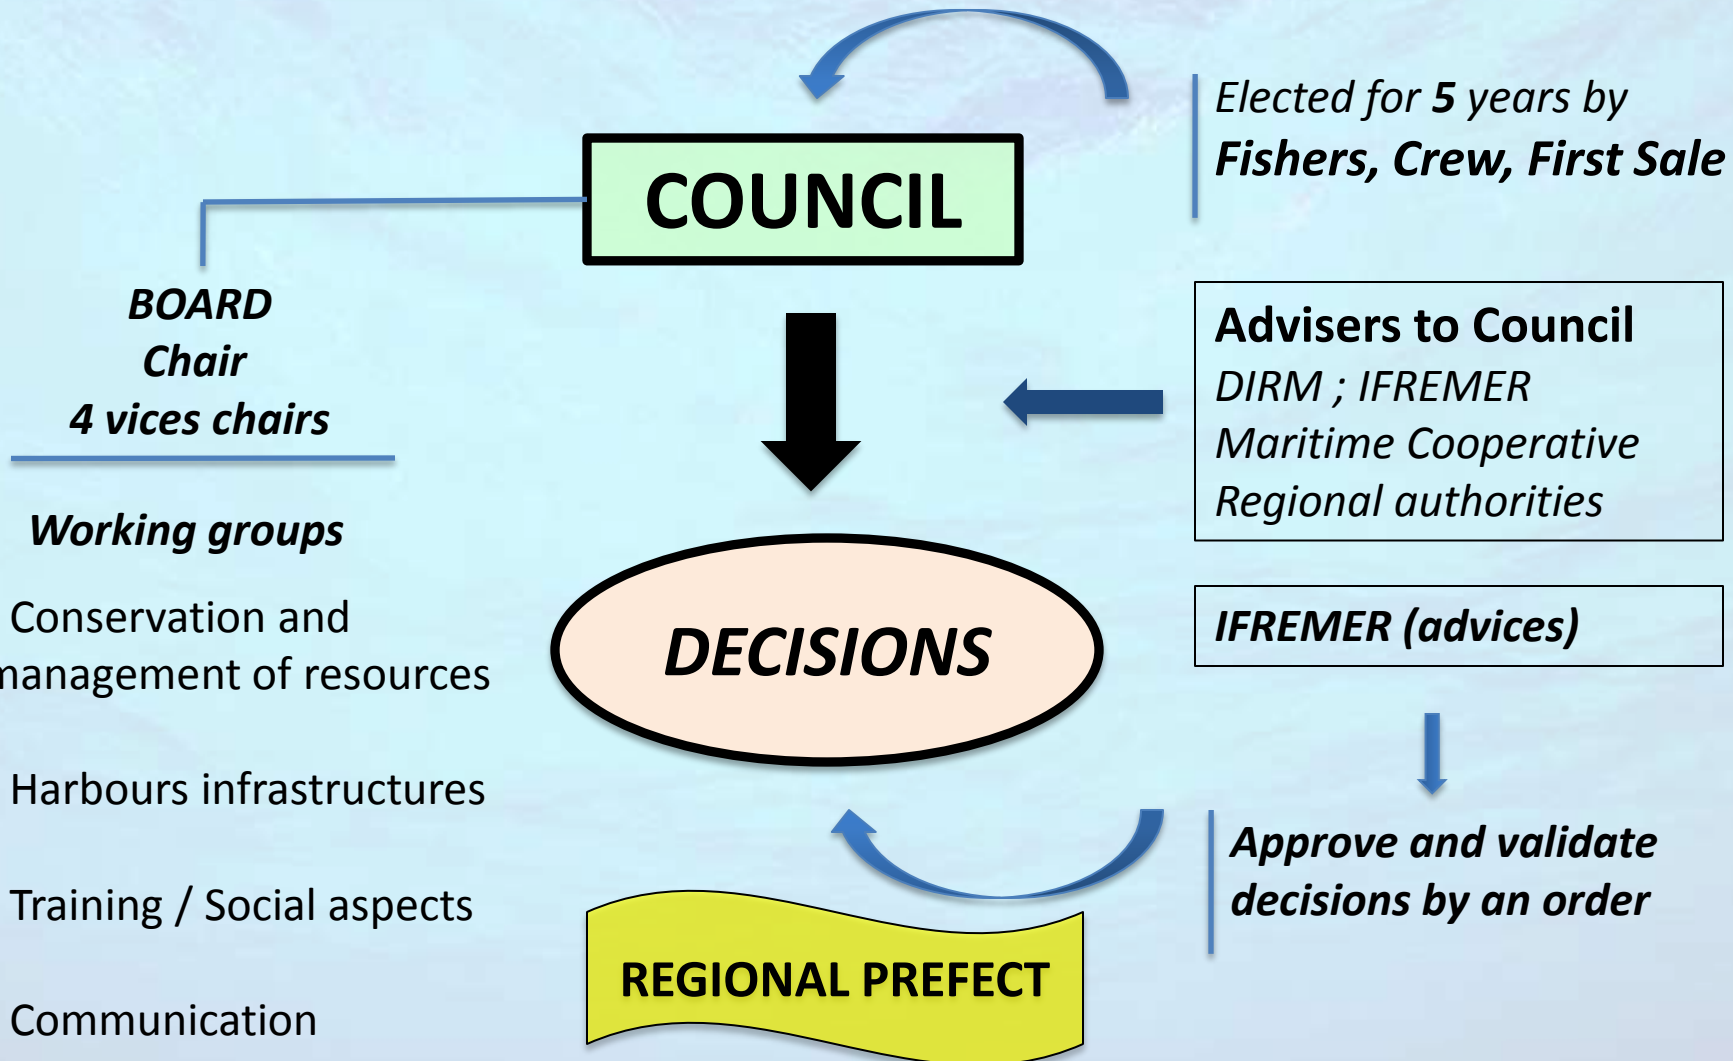 Elected for 5 years by
Fishers, Crew, First Sale
COUNCIL
BOARD
Chair
4 vices chairs
Advisers to Council
DIRM ; IFREMER
Maritime Cooperative
Regional authorities
Working groups
Conservation and
management of resources
Harbours infrastructures
Training / Social aspects
Communication
DECISIONS
IFREMER (advices)
Approve and validate
decisions by an order
REGIONAL PREFECT